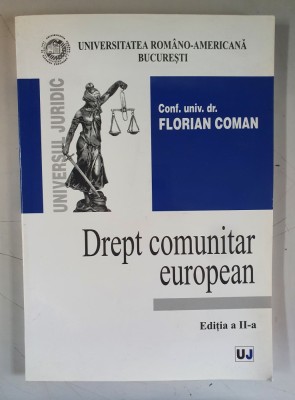 UNIVERSITATEA ROMÂNO-AMERICANĂ
BUCUREȘTI
UNIVERSUL JURIDIC
Conf. univ. dr.
FLORIAN COMAN
Drept comunitar
european
Ediția a II-a
UJ